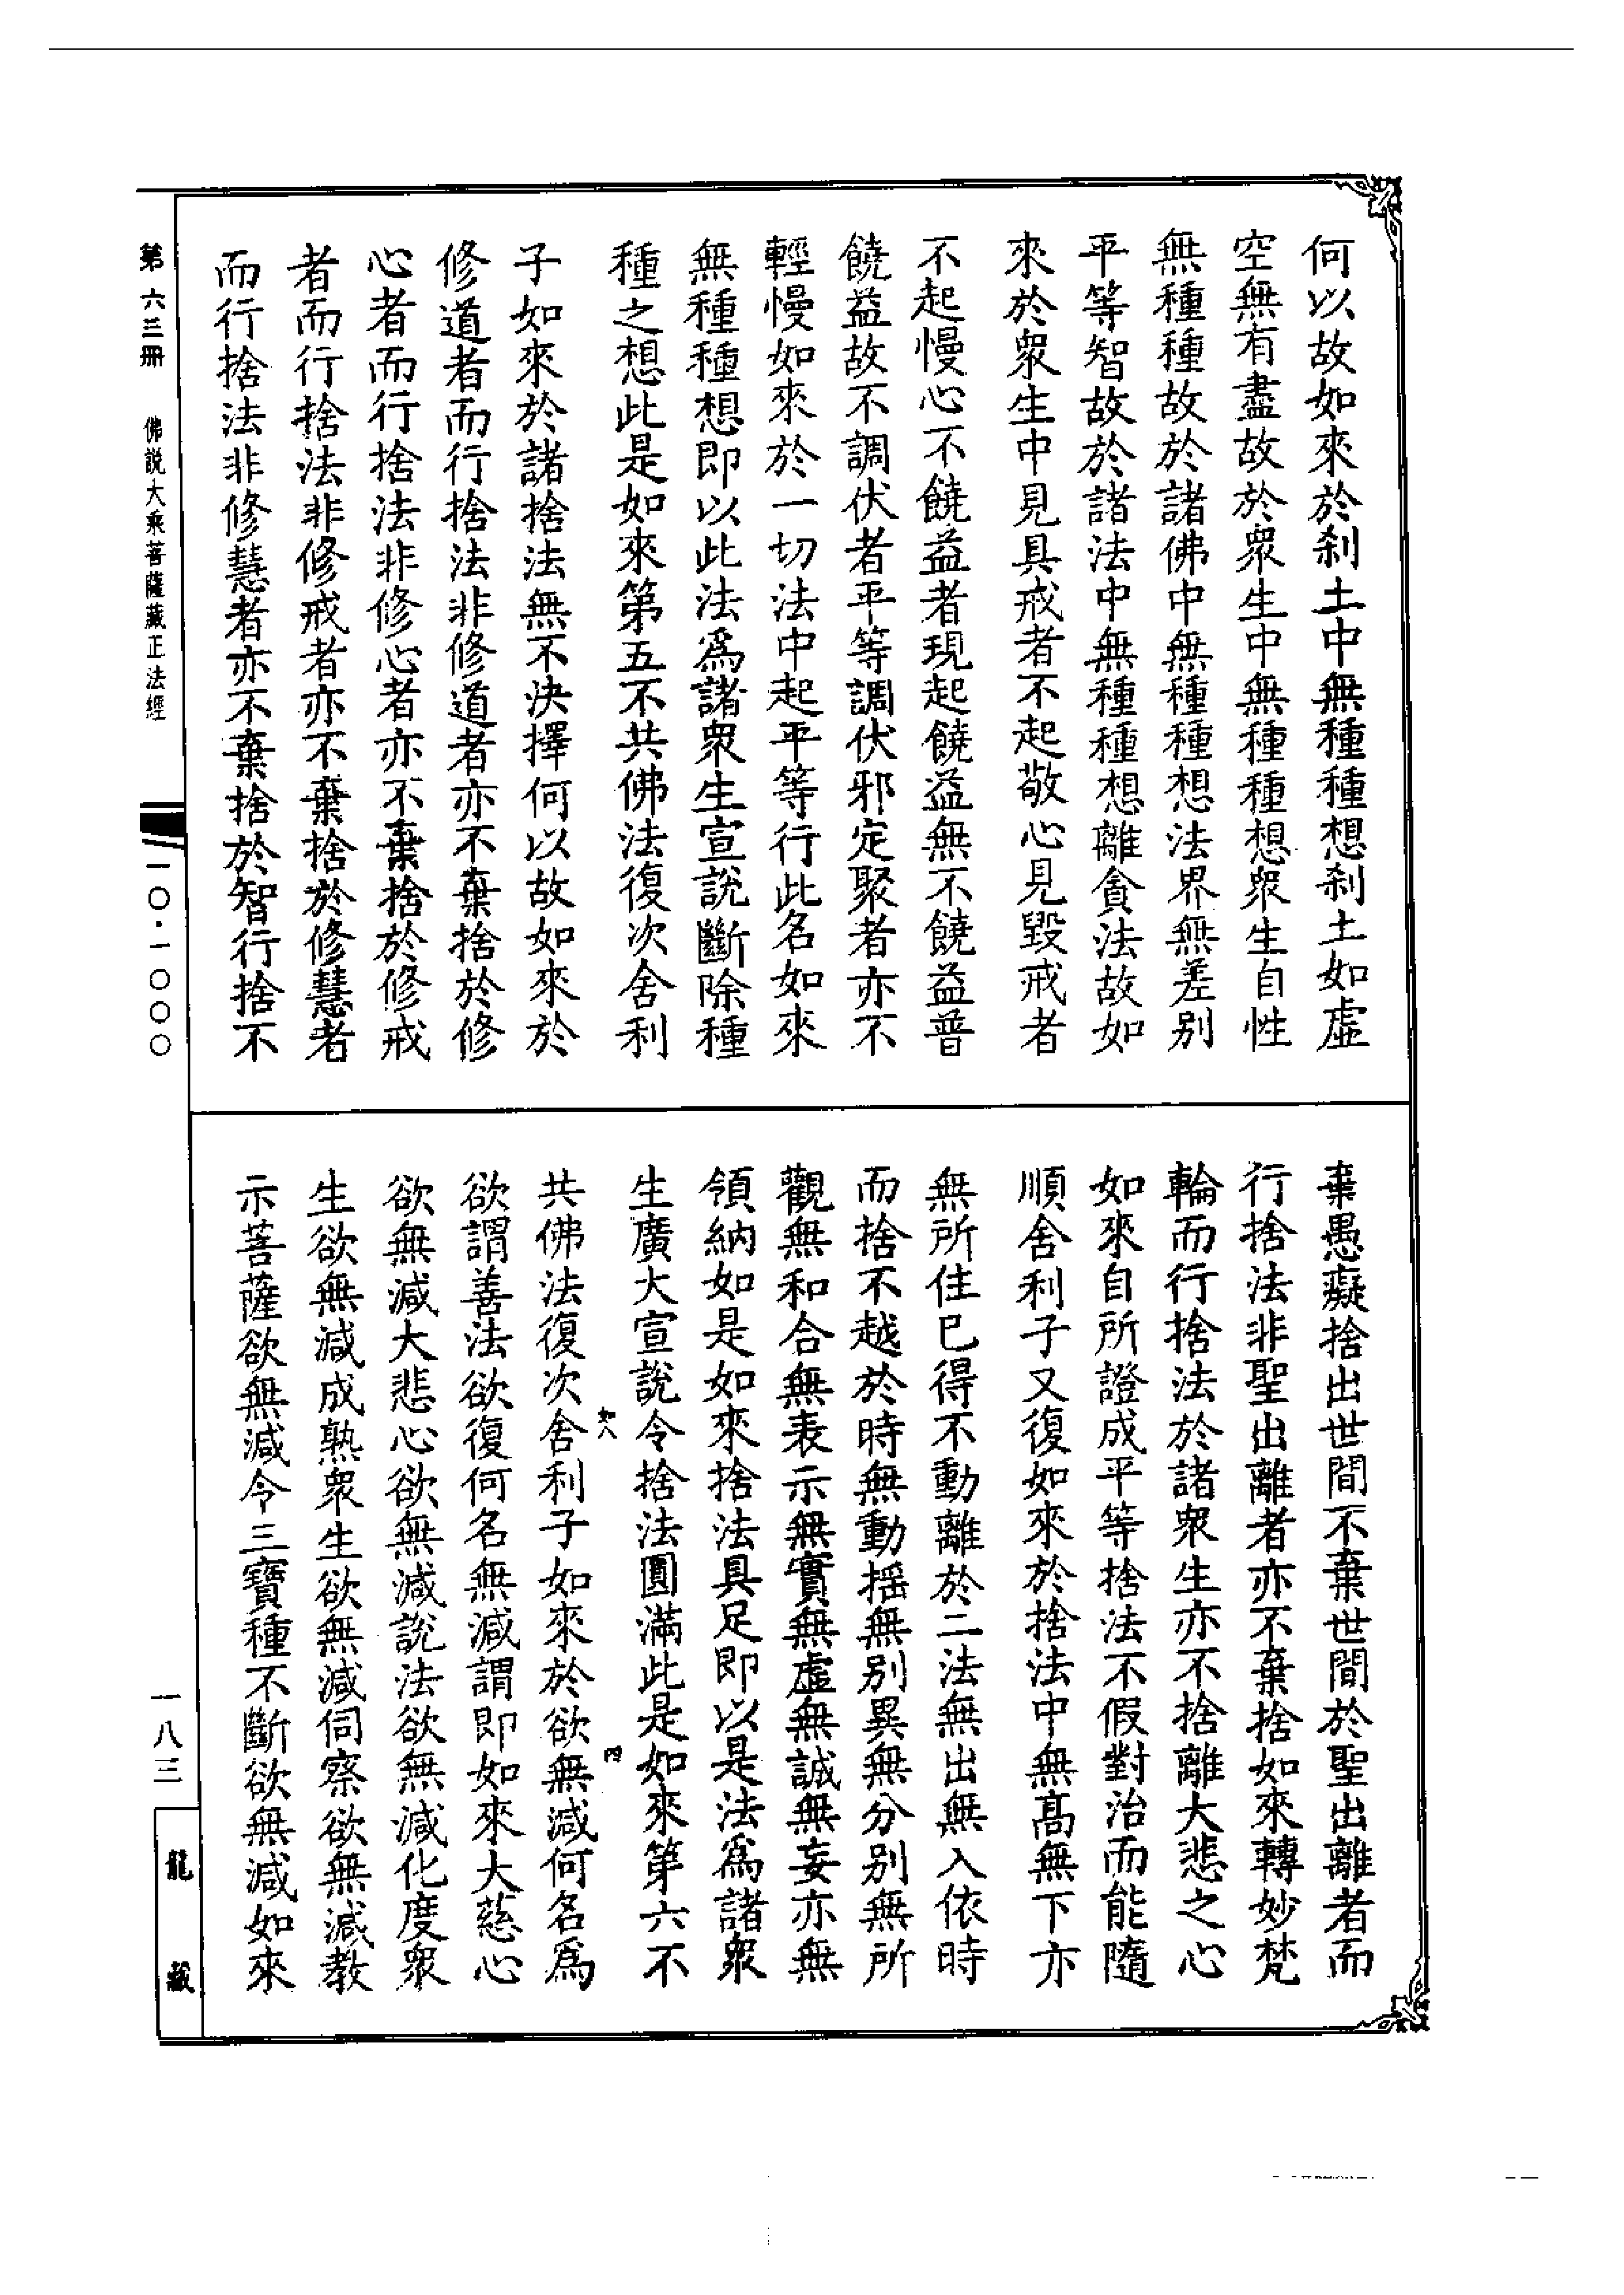 何以故如來於刹土中無種種想刹土如虛
空無有盡故於衆生中無種種想衆生自性
無種種故於諸佛中無種種想法界無差别
平等智故於諸法中無種種想離貪法故如
來於衆生中見具戒者不起敬心見毀戒者
不起慢心不饒益者現起饒益無不饒益普
饒益故不調伏者平等調伏邪定聚者亦不
輕慢如來於一切法中起平等行此名如來
無種種想即以此法爲諸衆生宣説斷除種
種之想此是如來第五不共佛法復次舍利
子如來於諸捨法無不決擇何以故如來於
修道者而行捨法非修道者亦不棄捨於修
心者而行捨法非修心者亦不棄捨於修戒
者而行捨法非修戒者亦不棄捨於修慧者
而行捨法非修慧者亦不棄捨於智行捨不
棄愚癡捨出世間不棄世間於聖出離者而
行捨法非聖出離者亦不棄捨如來轉妙梵
輪而行捨法於諸衆生亦不捨離大悲之心
如來自所證成平等捨法不假對治而能隨
順舍利子又復如來於捨法中無高無下亦
無所住已得不動離於二法無出無入依時
而捨不越於時無動摇無别異無分别無所
觀無和合無表示無實無虛無誠無妄亦無
領納如是如來捨法具足即以是法爲諸衆
生廣大宣説令捨法圓滿此是如來第六不
共佛法復次舍利子如來於欲無減何名爲
欲謂善法欲復何名無減謂即如來大慈心
欲無減大悲心欲無減説法欲無減化度衆
生欲無減成熟衆生欲無減伺察欲無減教
示菩薩欲無減令三寶種不斷欲無減如來
第六三冊
佛説大乘菩薩藏正法經
一〇·一〇〇〇
一八三
龍藏